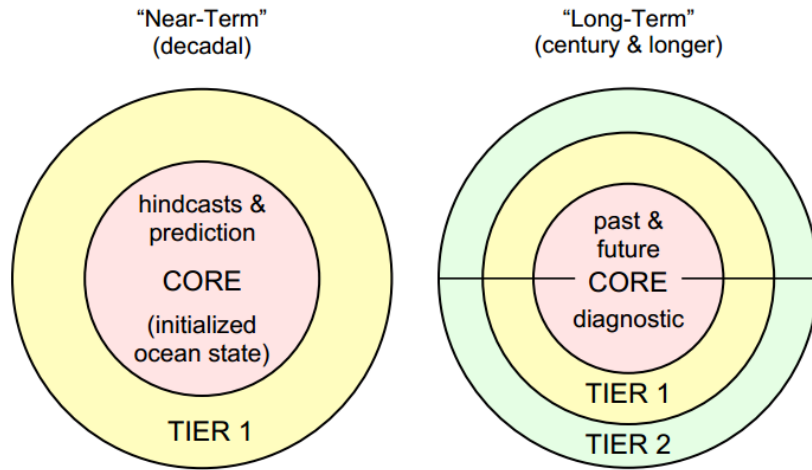 “Near-Term”
(decadal)
hindcasts &
prediction
CORE
(initialized
ocean state)
TIER 1
“Long-Term”
(century & longer)
past &
future
CORE
diagnostic
TIER 1
TIER 2